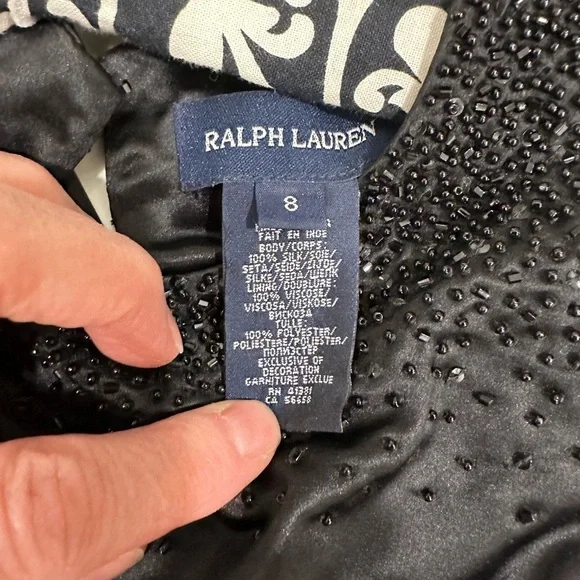 RALPH LAUREN
8
FAIT EN INDE
BODY/CORPS:
100% SILK/SOIE/
SETA/SEIDE/ZIJDE/
SILKE/SEDA/ШЕЛК
LINING/DOUBLURE:
100% VISCOSE/
VISCOSA/VISKOSE/
ВИСКОЗА
TULLE:
100% POLYESTER/
POLIESTERE/POLIESTER/
ПОЛИЭСТЕР
EXCLUSIVE OF
DECORATION
GARNITURE EXCLUE
RN 41381
CA 56658